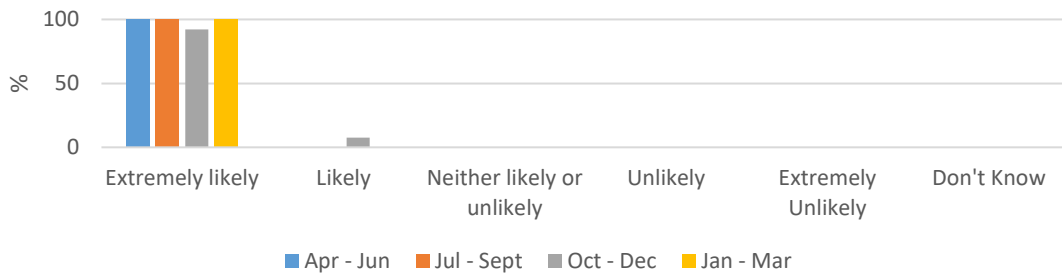 100
50
0
%
Extremely likely
Likely
Neither likely or
unlikely
Unlikely
Extremely
Unlikely
Don't Know
Apr - Jun
Jul - Sept
Oct - Dec
Jan - Mar